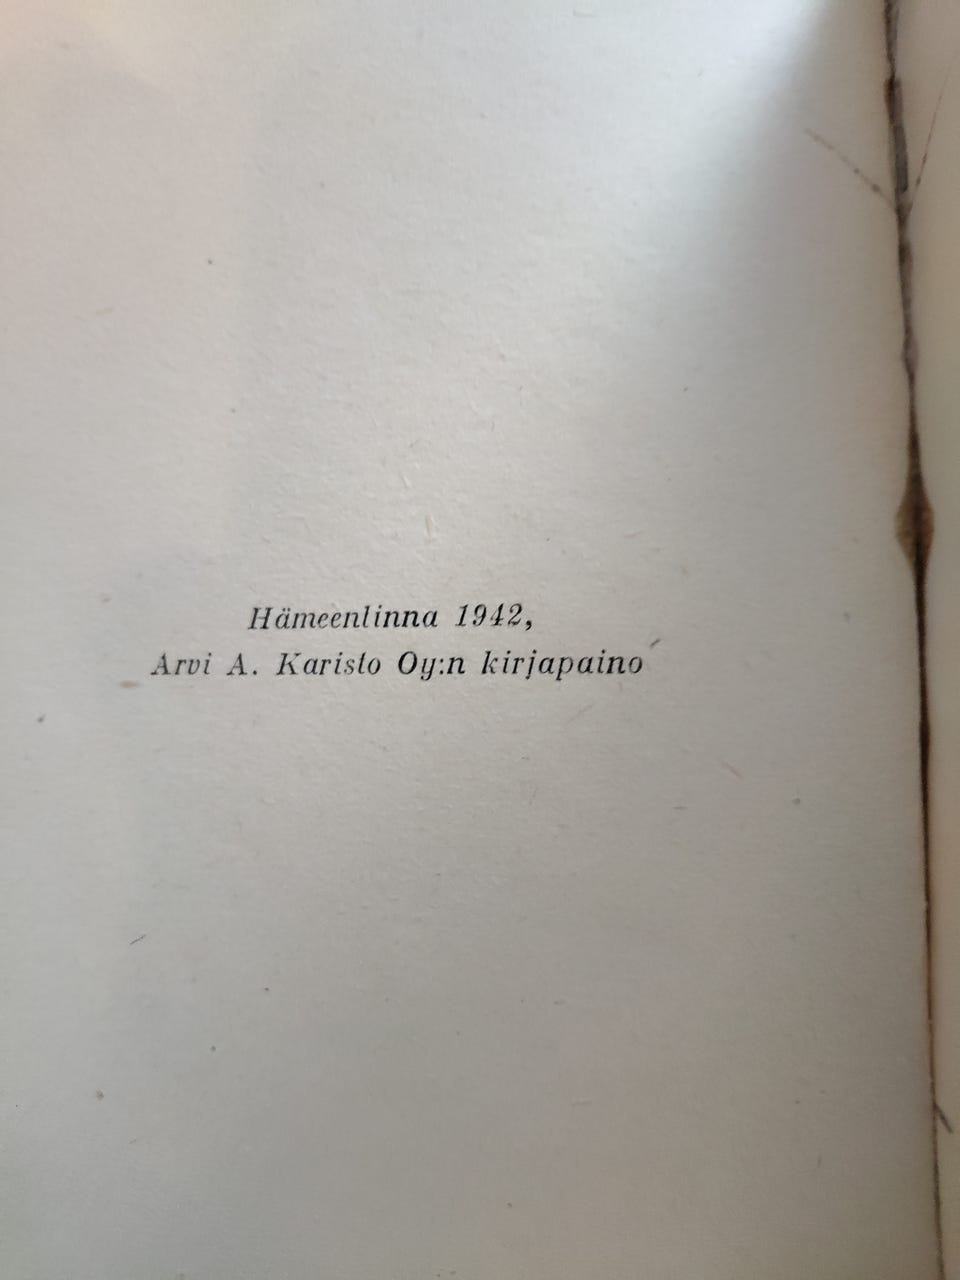 Hämeenlinna 1942,
Arvi A. Karisto Oy:n kirjapaino